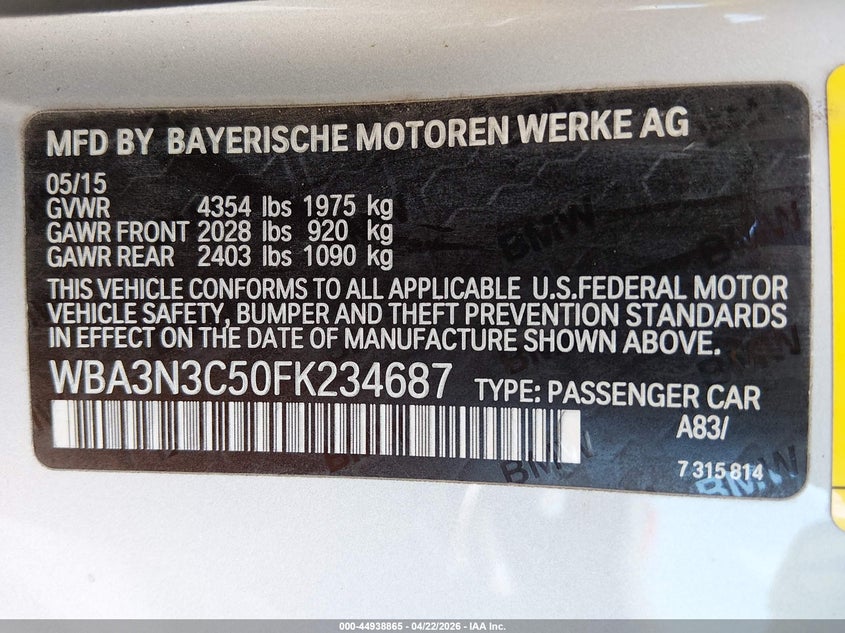 MFD BY BAYERISCHE MOTOREN WERKE AG
05/15
GVWR 4354 lbs 1975 kg
GAWR FRONT 2028 lbs 920 kg
GAWR REAR 2403 lbs 1090 kg
THIS VEHICLE CONFORMS TO ALL APPLICABLE U.S.FEDERAL MOTOR
VEHICLE SAFETY, BUMPER AND THEFT PREVENTION STANDARDS
IN EFFECT ON THE DATE OF MANUFACTURE SHOWN ABOVE.
WBA3N3C50FK234687 TYPE: PASSENGER CAR
A83/
7 315 814
BMW
BMW
BMW
000-44938865 - 04/22/2026 - IAA Inc.